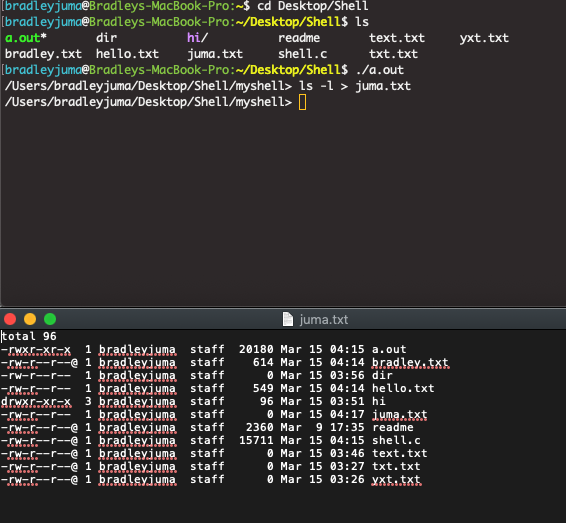 [bradleyjuma@Bradleys-MacBook-Pro:~$ cd Desktop/Shell
[bradleyjuma@Bradleys-MacBook-Pro:~/Desktop/Shell$ ls
a.out* dir hi/ readme text.txt yxt.txt
bradley.txt hello.txt juma.txt shell.c txt.txt
[bradleyjuma@Bradleys-MacBook-Pro:~/Desktop/Shell$ ./a.out
/Users/bradleyjuma/Desktop/Shell/myshell> ls -l > juma.txt
/Users/bradleyjuma/Desktop/Shell/myshell>
juma.txt
total 96
-rwxr-xr-x 1 bradleyjuma staff 20180 Mar 15 04:15 a.out
-rw-r--r--@ 1 bradleyjuma staff 614 Mar 15 04:14 bradley.txt
-rw-r--r-- 1 bradleyjuma staff 0 Mar 15 03:56 dir
-rw-r--r-- 1 bradleyjuma staff 549 Mar 15 04:14 hello.txt
drwxr-xr-x 3 bradleyjuma staff 96 Mar 15 03:51 hi
-rw-r--r-- 1 bradleyjuma staff 0 Mar 15 04:17 juma.txt
-rw-r--r--@ 1 bradleyjuma staff 2360 Mar 9 17:35 readme
-rw-r--r--@ 1 bradleyjuma staff 15711 Mar 15 04:15 shell.c
-rw-r--r--@ 1 bradleyjuma staff 0 Mar 15 03:46 text.txt
-rw-r--r--@ 1 bradleyjuma staff 0 Mar 15 03:27 txt.txt
-rw-r--r--@ 1 bradleyjuma staff 0 Mar 15 03:26 yxt.txt